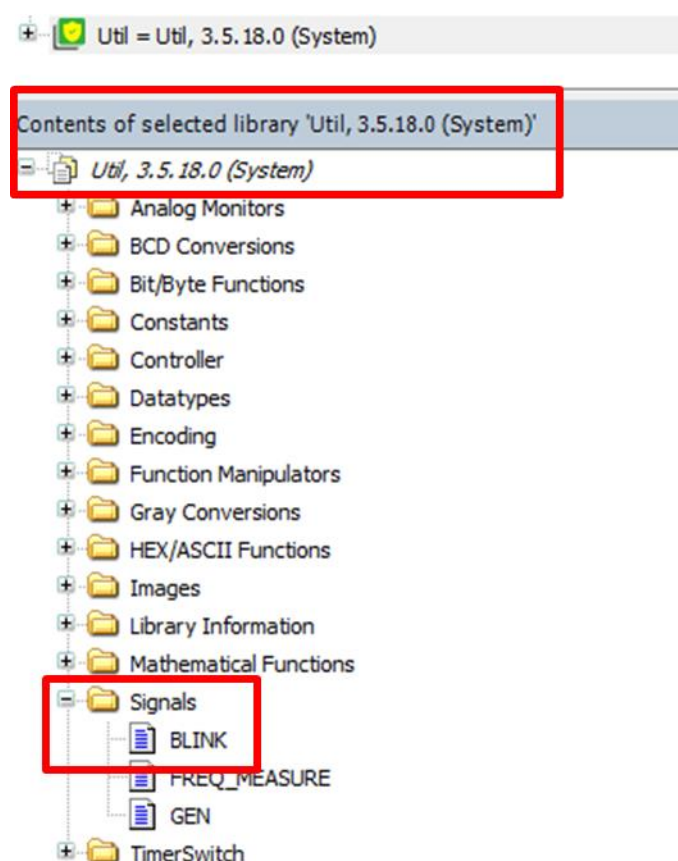 Util = Util, 3.5.18.0 (System)
Contents of selected library 'Util, 3.5.18.0 (System)'
Util, 3.5.18.0 (System)
Analog Monitors
BCD Conversions
Bit/Byte Functions
Constants
Controller
Datatypes
Encoding
Function Manipulators
Gray Conversions
HEX/ASCII Functions
Images
Library Information
Mathematical Functions
Signals
BLINK
FREQ_MEASURE
GEN
TimerSwitch